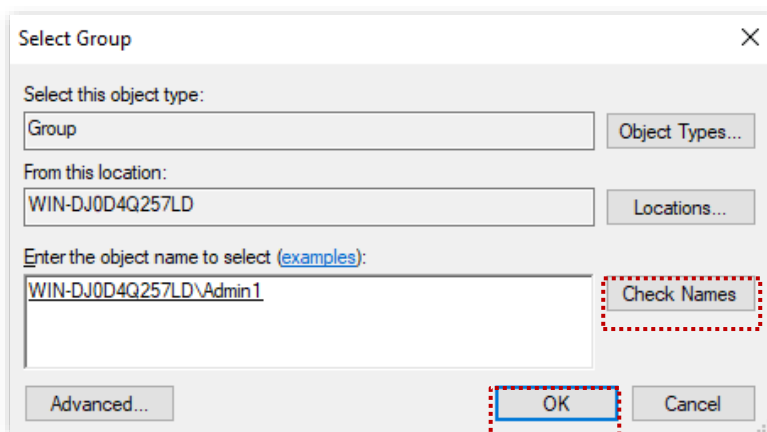 Select Group
Select this object type:
Group
Object Types...
From this location:
WIN-DJ0D4Q257LD
Locations...
Enter the object name to select (examples):
WIN-DJ0D4Q257LD\Admin1
Check Names
Advanced...
OK
Cancel